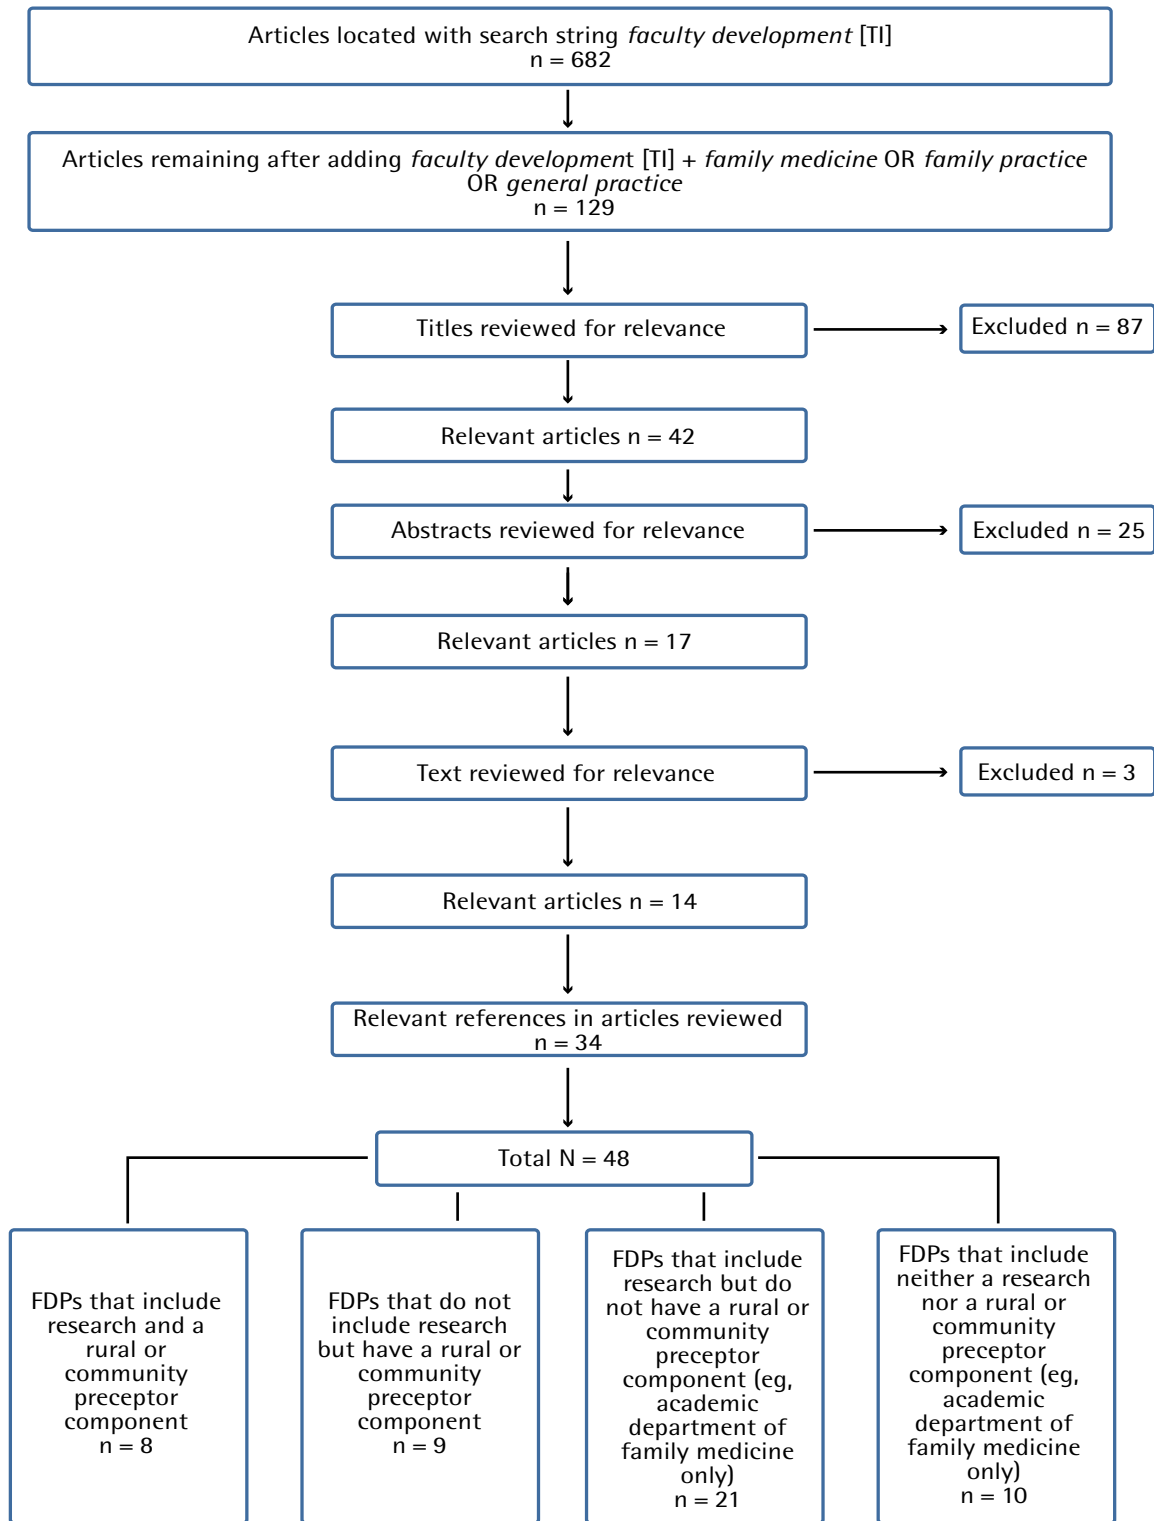 Articles located with search string faculty development [TI]
n = 682
Articles remaining after adding faculty development [TI] + family medicine OR family practice
OR general practice
n = 129
Titles reviewed for relevance
Excluded n = 87
Relevant articles n = 42
Abstracts reviewed for relevance
Excluded n = 25
Relevant articles n = 17
Text reviewed for relevance
Excluded n = 3
Relevant articles n = 14
Relevant references in articles reviewed
n = 34
Total N = 48
FDPs that include
research and a
rural or
community
preceptor
component
n = 8
FDPs that do not
include research
but have a rural or
community
preceptor
component
n = 9
FDPs that include
research but do
not have a rural or
community
preceptor
component (eg,
academic
department of
family medicine
only)
n = 21
FDPs that include
neither a research
nor a rural or
community
preceptor
component (eg,
academic
department of
family medicine
only)
n = 10